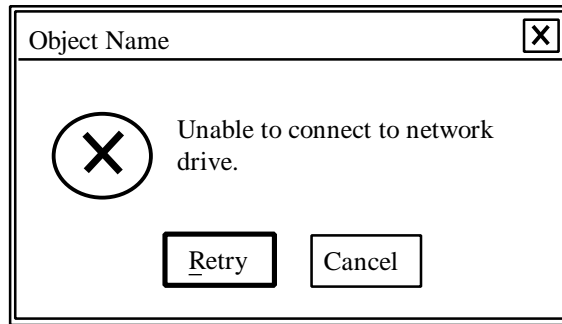 Object Name
Unable to connect to network
drive.
Retry
Cancel